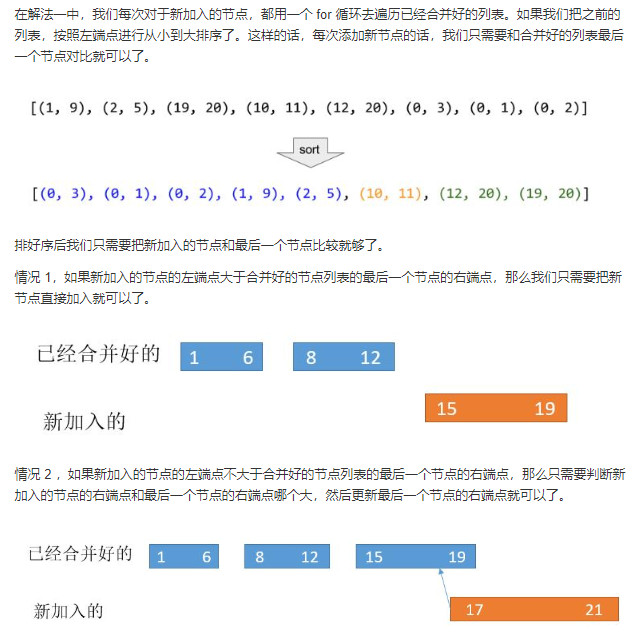 在解法一中，我们每次对于新加入的节点，都用一个 for 循环去遍历已经合并好的列表。如果我们把之前的
列表，按照左端点进行从小到大排序了。这样的话，每次添加新节点的话，我们只需要和合并好的列表最后
一个节点对比就可以了。
[(1, 9), (2, 5), (19, 20), (10, 11), (12, 20), (0, 3), (0, 1), (0, 2)]
sort
[(0, 3), (0, 1), (0, 2), (1, 9), (2, 5), (10, 11), (12, 20), (19, 20)]
排好序后我们只需要把新加入的节点和最后一个节点比较就够了。
情况 1，如果新加入的节点的左端点大于合并好的节点列表的最后一个节点的右端点，那么我们只需要把新
节点直接加入就可以了。
已经合并好的 1 6 8 12
新加入的 15 19
情况 2 ，如果新加入的节点的左端点不大于合并好的节点列表的最后一个节点的右端点，那么只需要判断新
加入的节点的右端点和最后一个节点的右端点哪个大，然后更新最后一个节点的右端点就可以了。
已经合并好的 1 6 8 12 15 19
新加入的 17 21